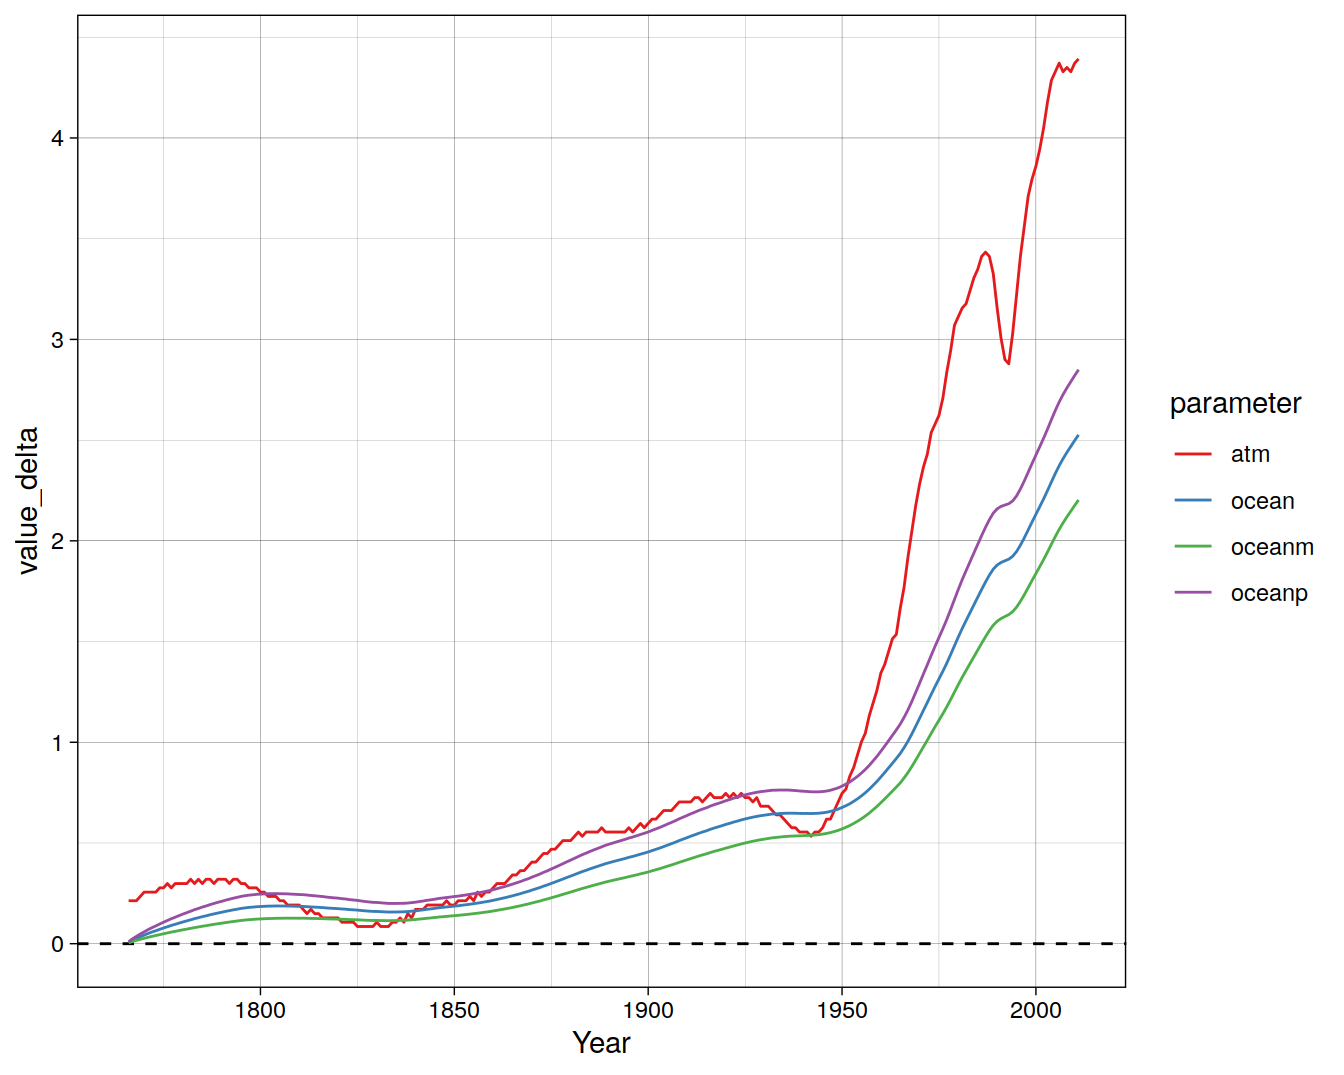 value_delta
4
3
2
1
0
1800 1850 1900 1950 2000
Year
parameter
atm
ocean
oceanm
oceanp